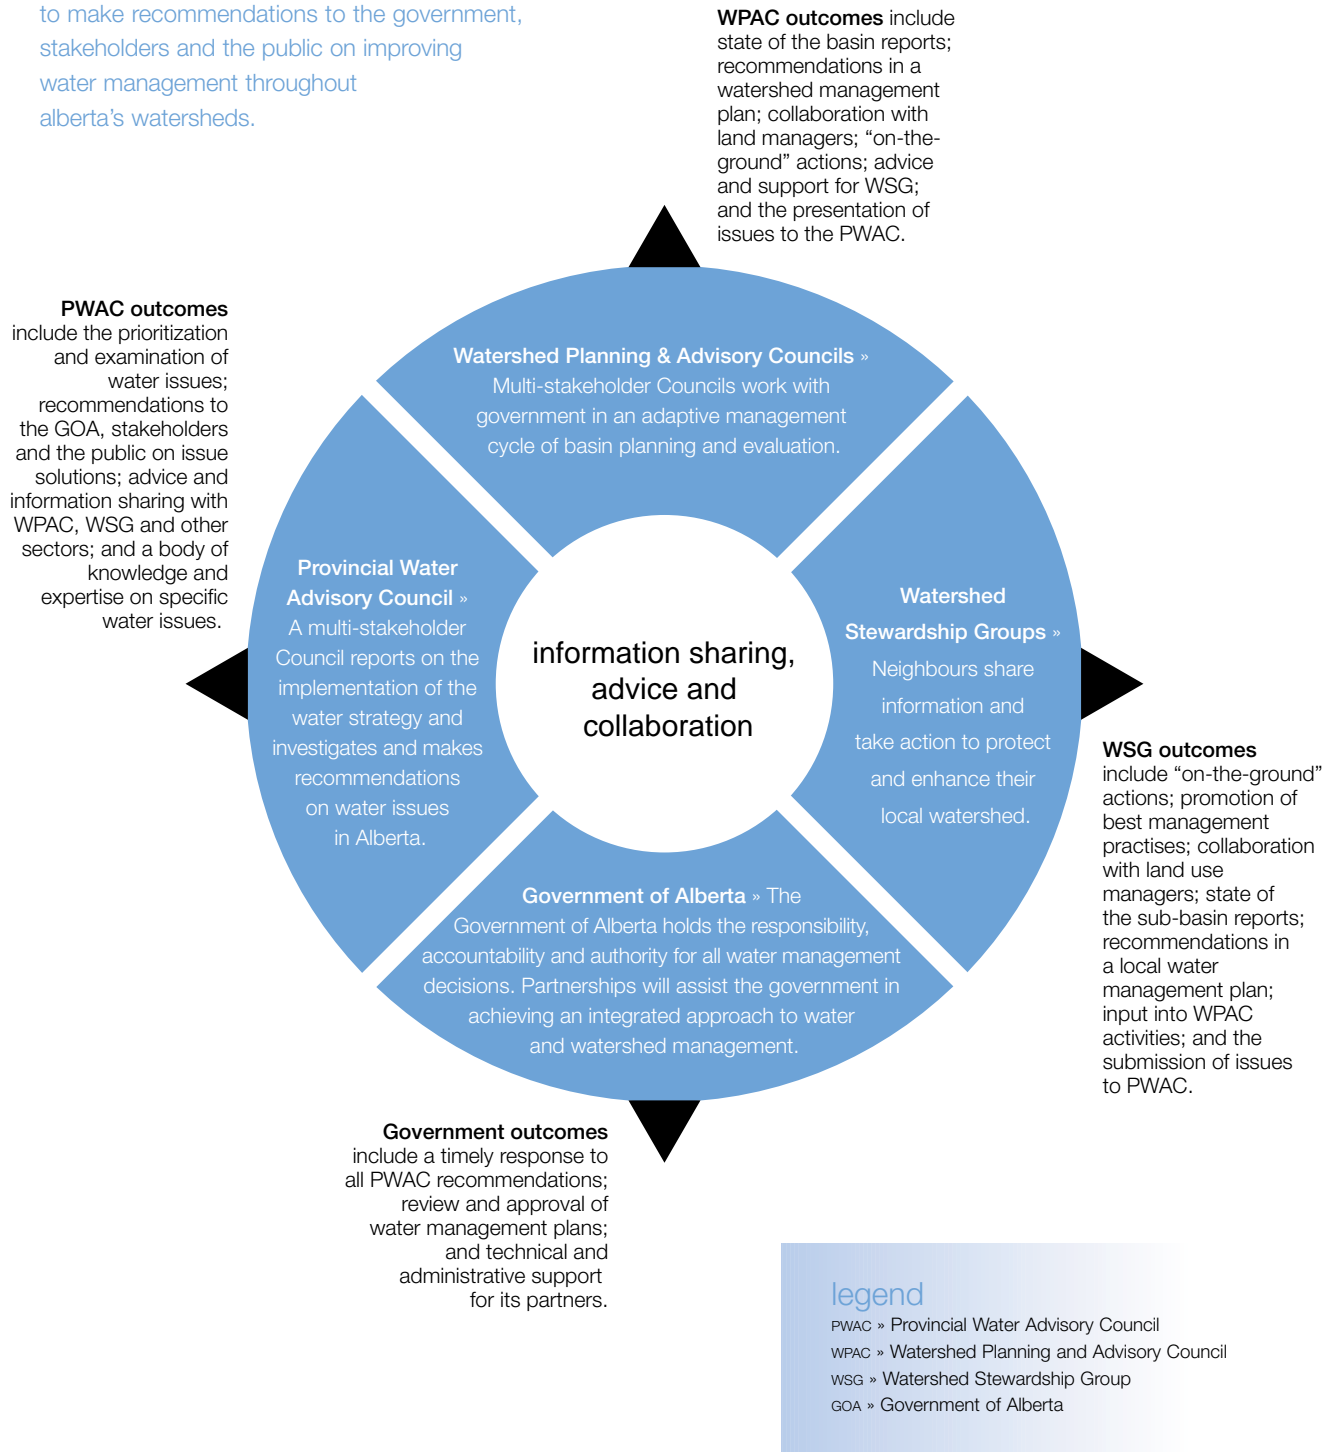 to make recommendations to the government,
stakeholders and the public on improving
water management throughout
alberta’s watersheds.
WPAC outcomes include
state of the basin reports;
recommendations in a
watershed management
plan; collaboration with
land managers; “on-the-
ground” actions; advice
and support for WSG;
and the presentation of
issues to the PWAC.
PWAC outcomes
include the prioritization
and examination of
water issues;
recommendations to
the GOA, stakeholders
and the public on issue
solutions; advice and
information sharing with
WPAC, WSG and other
sectors; and a body of
knowledge and
expertise on specific
water issues.
Watershed Planning & Advisory Councils »
Multi-stakeholder Councils work with
government in an adaptive management
cycle of basin planning and evaluation.
Provincial Water
Advisory Council »
A multi-stakeholder
Council reports on the
implementation of the
water strategy and
investigates and makes
recommendations
on water issues
in Alberta.
information sharing,
advice and
collaboration
Watershed
Stewardship Groups »
Neighbours share
information and
take action to protect
and enhance their
local watershed.
WSG outcomes
include “on-the-ground”
actions; promotion of
best management
practises; collaboration
with land use
managers; state of
the sub-basin reports;
recommendations in
a local water
management plan;
input into WPAC
activities; and the
submission of issues
to PWAC.
Government of Alberta » The
Government of Alberta holds the responsibility,
accountability and authority for all water management
decisions. Partnerships will assist the government in
achieving an integrated approach to water
and watershed management.
Government outcomes
include a timely response to
all PWAC recommendations;
review and approval of
water management plans;
and technical and
administrative support
for its partners.
legend
PWAC » Provincial Water Advisory Council
WPAC » Watershed Planning and Advisory Council
WSG » Watershed Stewardship Group
GOA » Government of Alberta